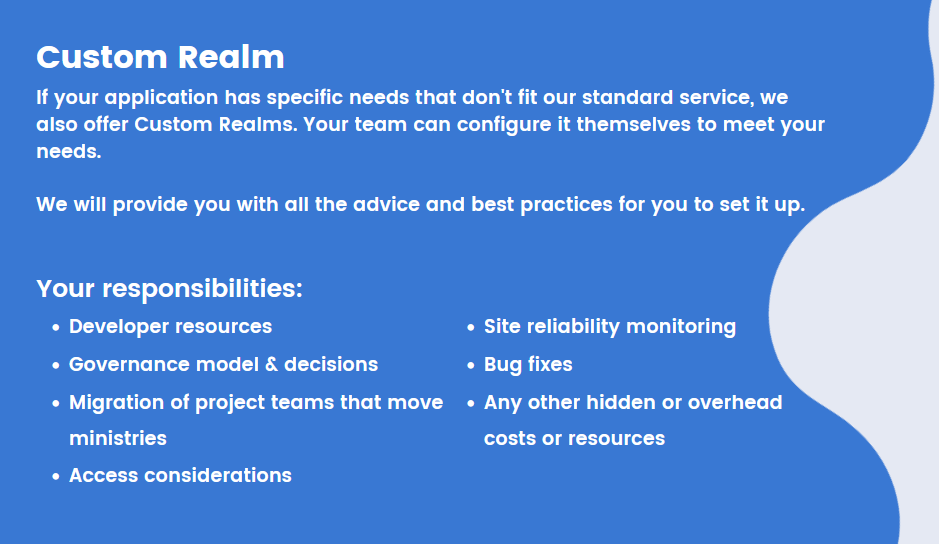 Custom Realm
If your application has specific needs that don't fit our standard service, we
also offer Custom Realms. Your team can configure it themselves to meet your
needs.
We will provide you with all the advice and best practices for you to set it up.
Your responsibilities:
• Developer resources
• Governance model & decisions
• Migration of project teams that move
ministries
• Access considerations
• Site reliability monitoring
• Bug fixes
• Any other hidden or overhead
costs or resources